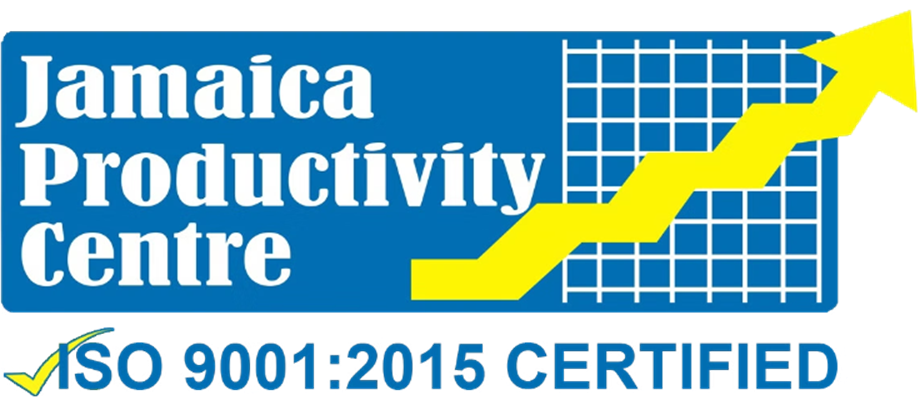 Jamaica
Productivity
Centre
ISO 9001:2015 CERTIFIED